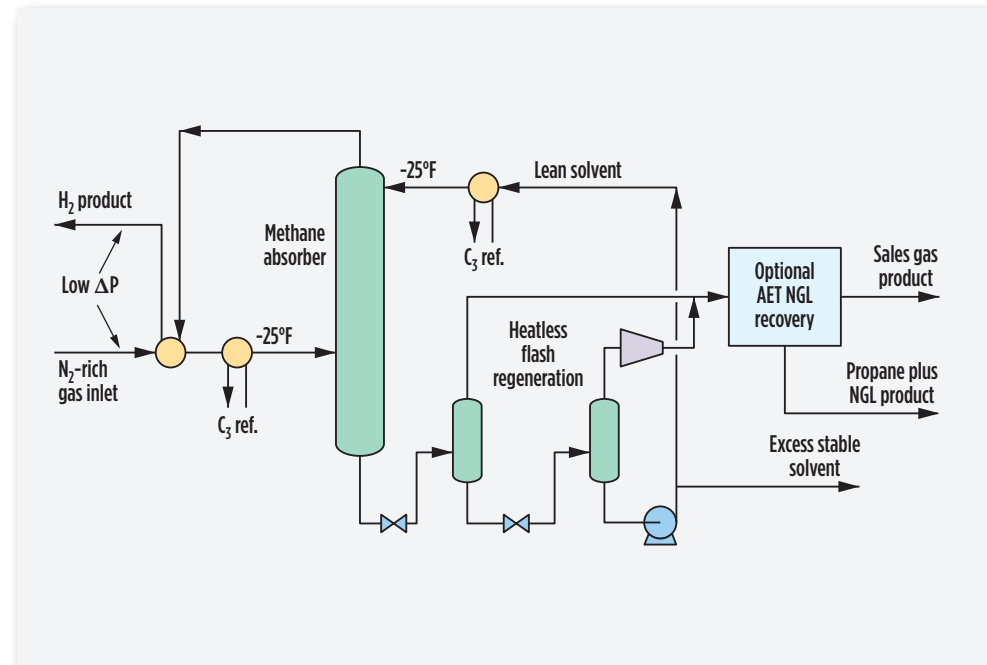 H₂ product
Low ΔP
N₂-rich
gas inlet
-25°F
C₃ ref.
Methane
absorber
-25°F
Lean solvent
C₃ ref.
Heatless
flash
regeneration
Optional
AET NGL
recovery
Sales gas
product
Propane plus
NGL product
Excess stable
solvent